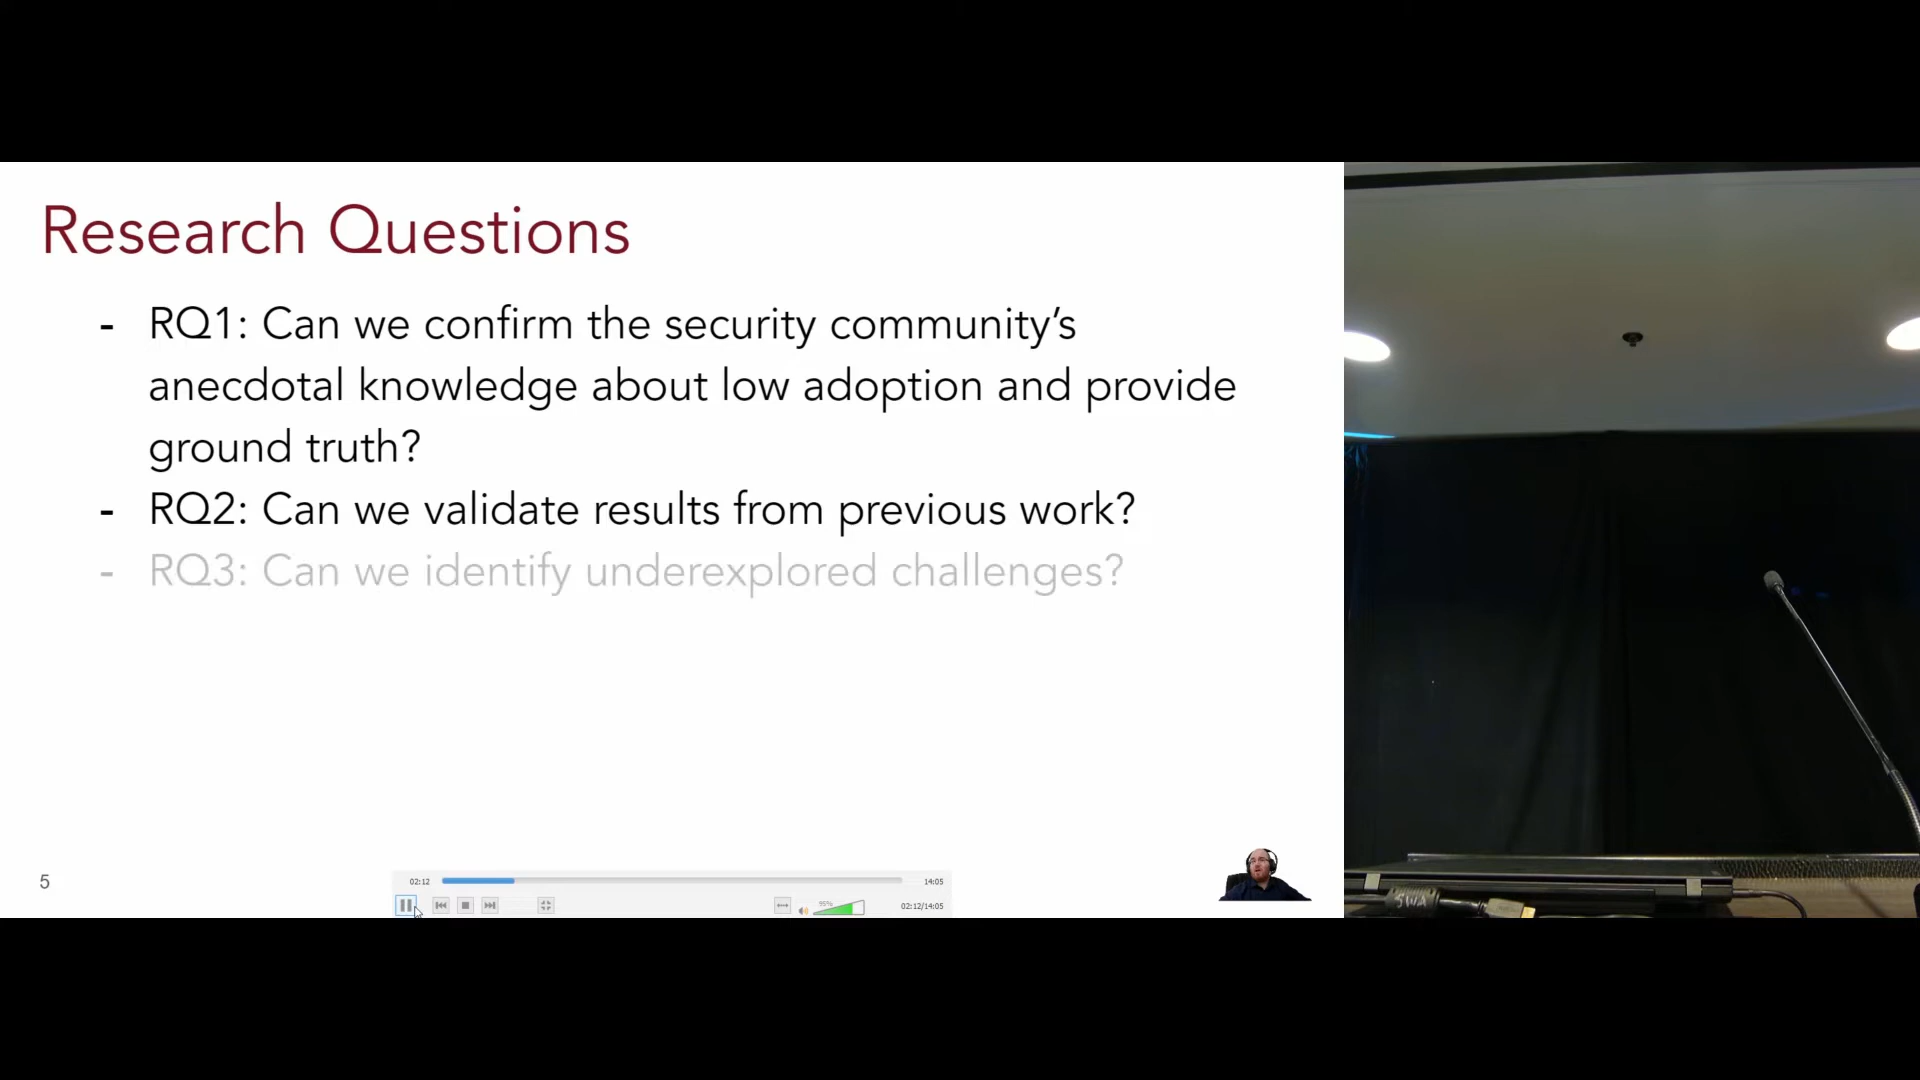 Research Questions
- RQ1: Can we confirm the security community's
anecdotal knowledge about low adoption and provide
ground truth?
- RQ2: Can we validate results from previous work?
- RQ3: Can we identify underexplored challenges?
5
02:12
14:05
95%
02:12/14:05
SWA